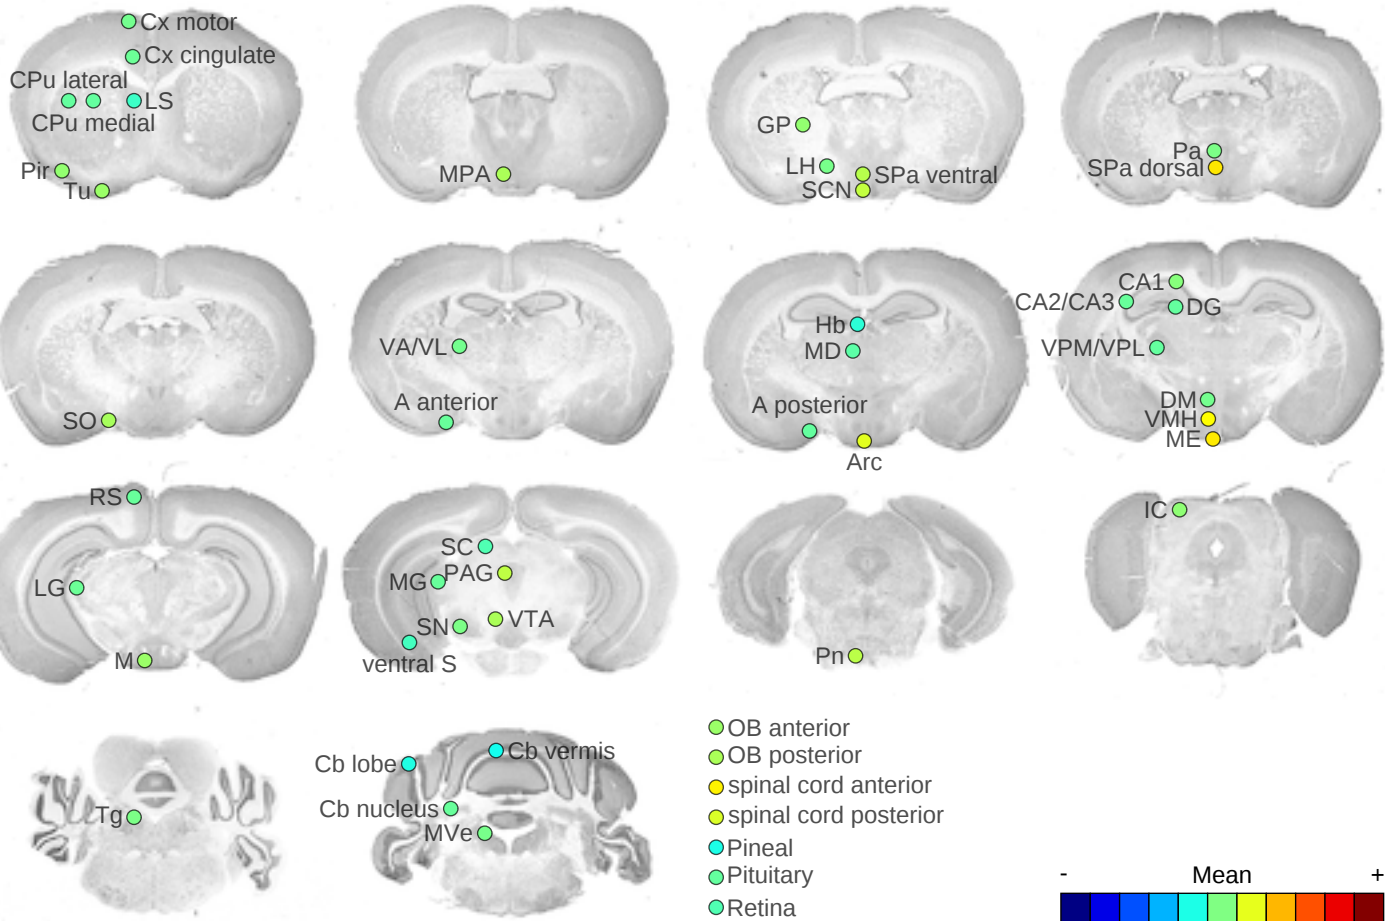 Cx motor
Cx cingulate
CPu lateral
LS
CPu medial
Pir
Tu
MPA
GP
LH
SPa ventral
SCN
Pa
SPa dorsal
SO
VA/VL
A anterior
Hb
MD
A posterior
Arc
CA1
CA2/CA3
DG
VPM/VPL
DM
VMH
ME
RS
LG
M
SC
MG
PAG
SN
VTA
ventral S
Pn
IC
Tg
Cb lobe
Cb vermis
Cb nucleus
MVe
OB anterior
OB posterior
spinal cord anterior
spinal cord posterior
Pineal
Pituitary
Retina
- Mean +